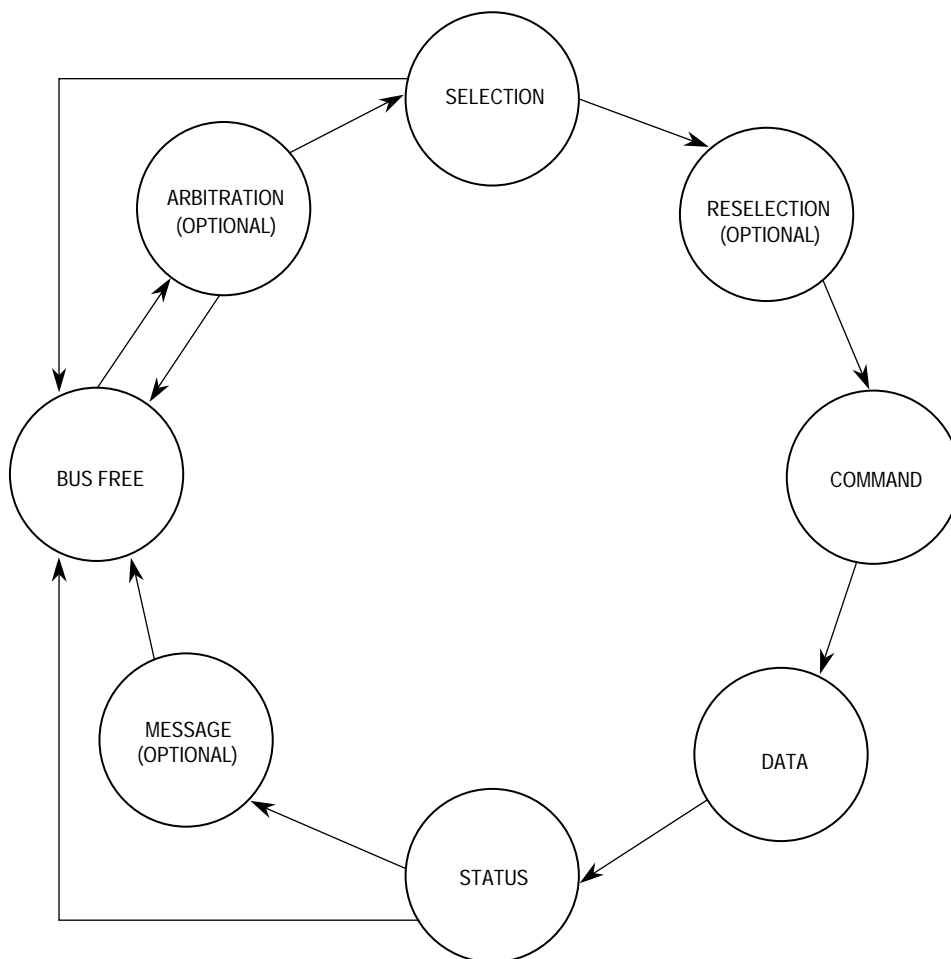 SELECTION
ARBITRATION
(OPTIONAL)
RESELECTION
(OPTIONAL)
BUS FREE
COMMAND
MESSAGE
(OPTIONAL)
DATA
STATUS